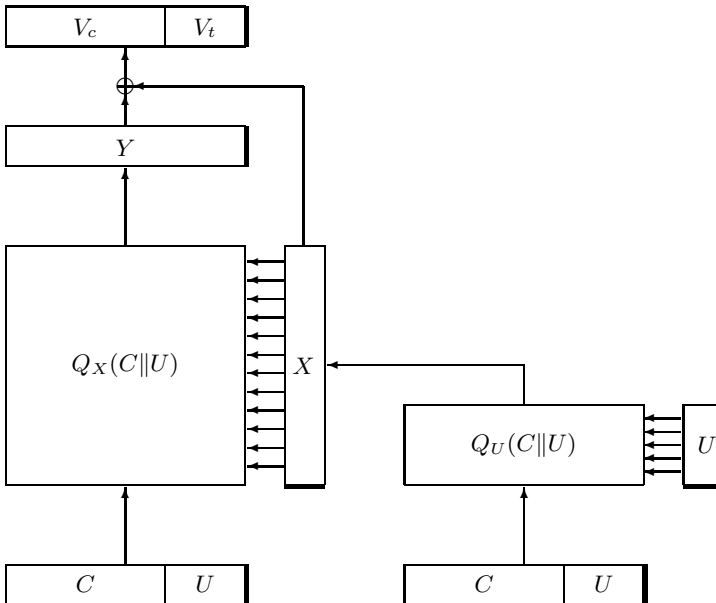 V_c V_t
Y
Q_X(C‖U) X
Q_U(C‖U) U
C U C U